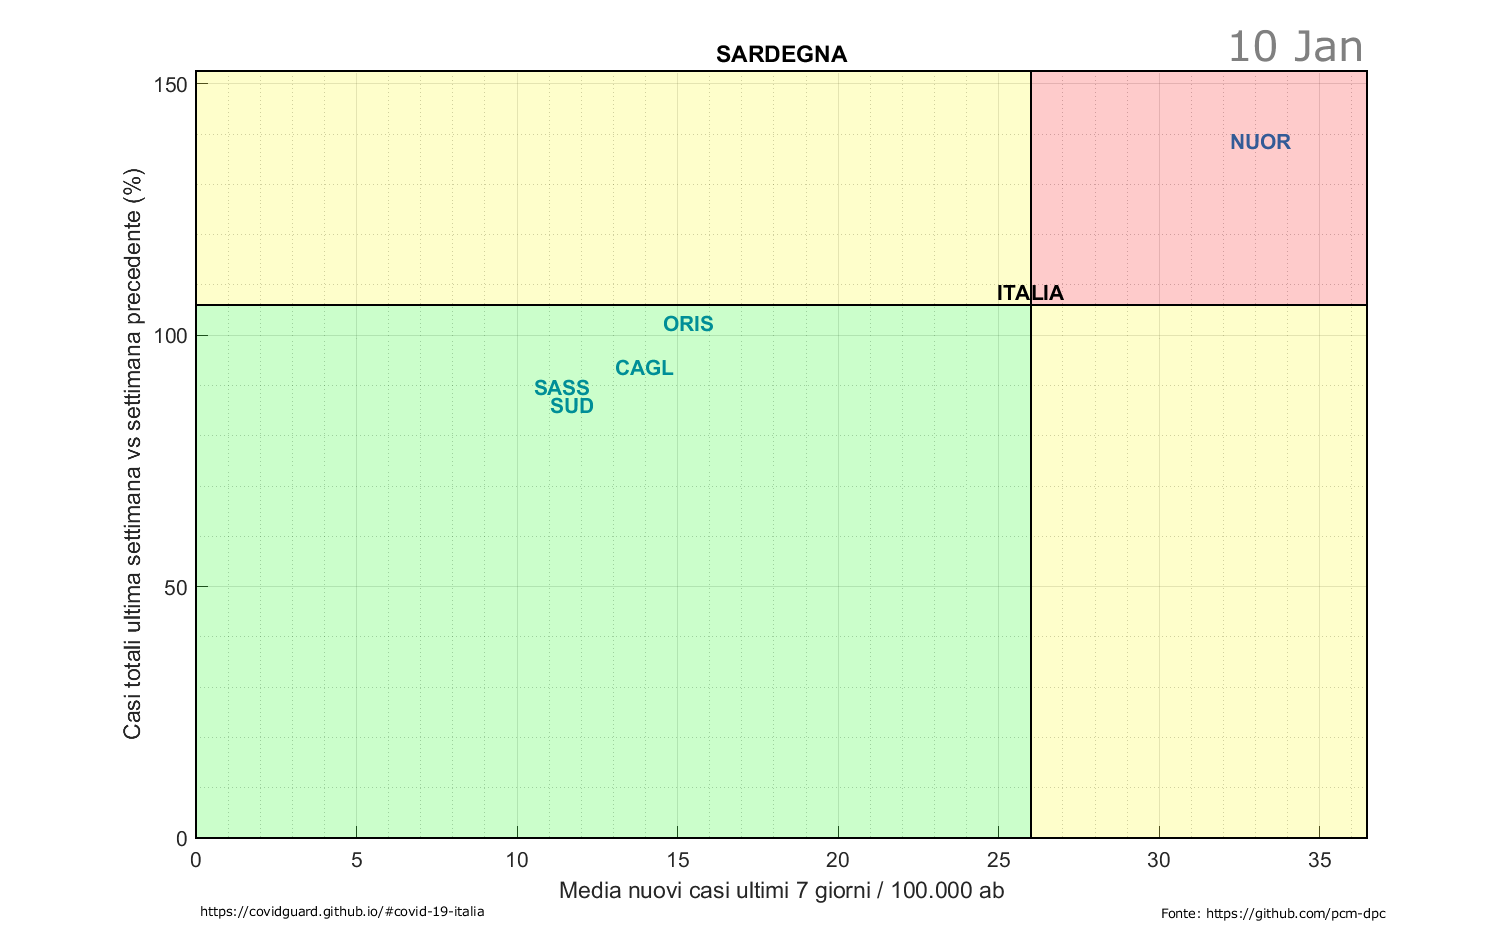 10 Jan
SARDEGNA
Casi totali ultima settimana vs settimana precedente (%)
150
100
50
0
NUOR
ITALIA
ORIS
CAGL
SASS
SUD
0 5 10 15 20 25 30 35
Media nuovi casi ultimi 7 giorni / 100.000 ab
https://covidguard.github.io/#covid-19-italia
Fonte: https://github.com/pcm-dpc